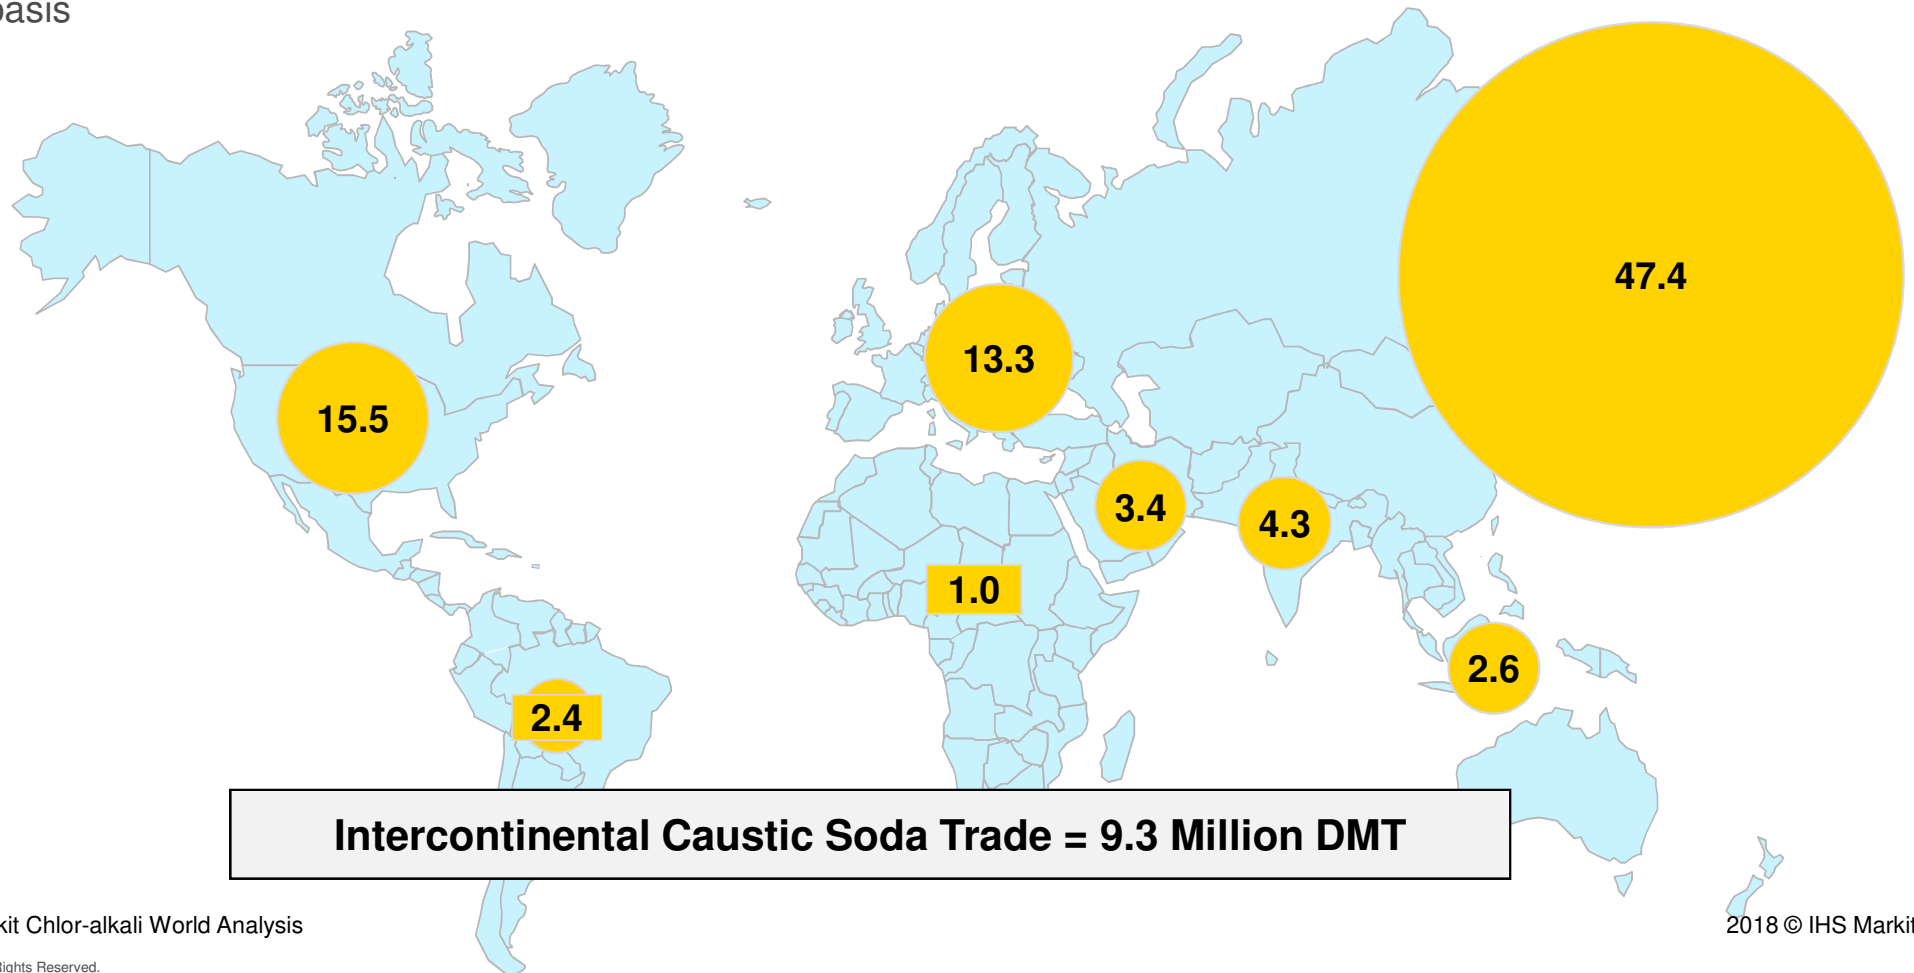 basis
47.4
13.3
15.5
3.4
4.3
1.0
2.6
2.4
Intercontinental Caustic Soda Trade = 9.3 Million DMT
kit Chlor-alkali World Analysis
2018 © IHS Markit
Rights Reserved.